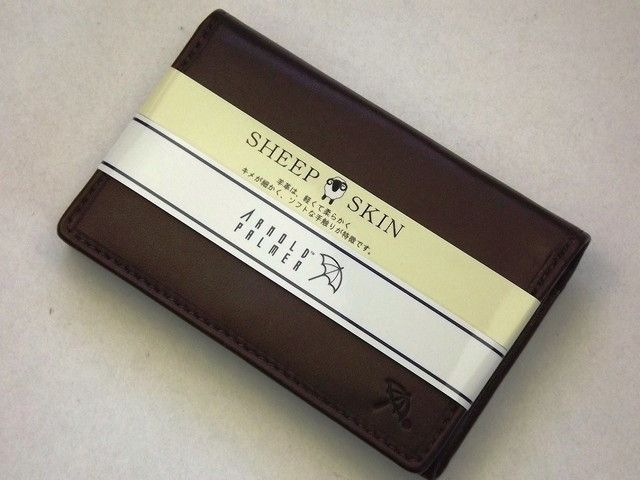 SHEEP SKIN
羊革は、軽くて柔らかく
キメが細かく、ソフトな手触りが特徴です。
ARNOLD™
PALMER